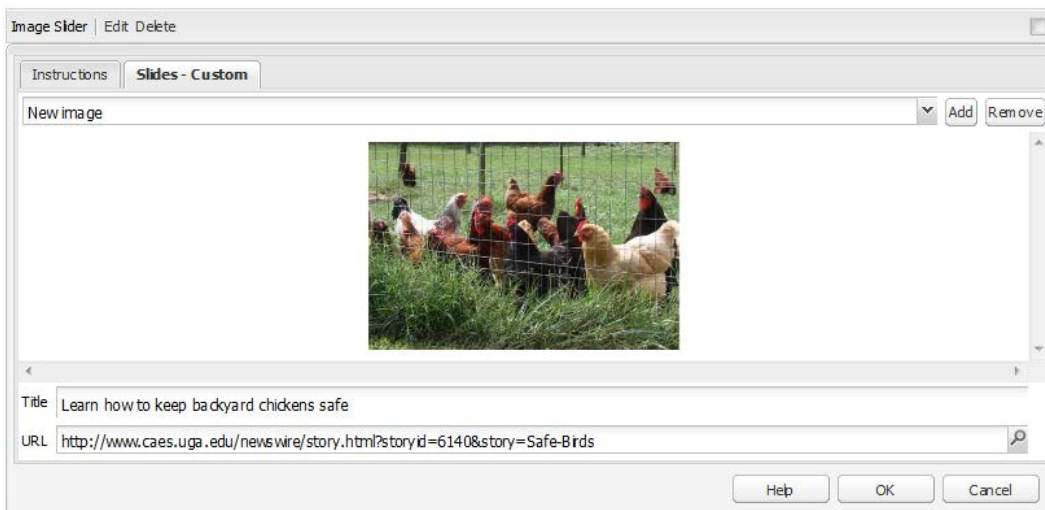 Image Slider | Edit Delete
Instructions Slides - Custom
New image Add Remove
Title Learn how to keep backyard chickens safe
URL http://www.caes.uga.edu/newswire/story.html?storyid=6140&story=Safe-Birds
Help OK Cancel